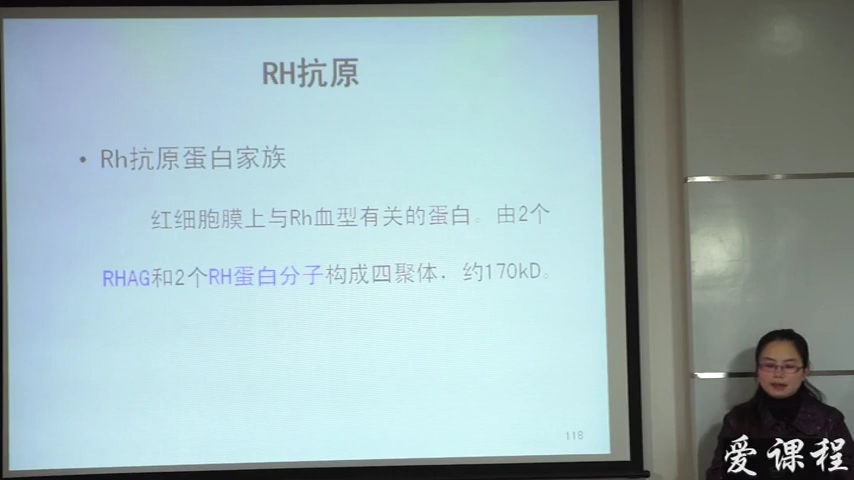 RH抗原
• Rh抗原蛋白家族
红细胞膜上与Rh血型有关的蛋白。由2个
RHAG和2个RH蛋白分子构成四聚体，约170kD。
118
爱课程